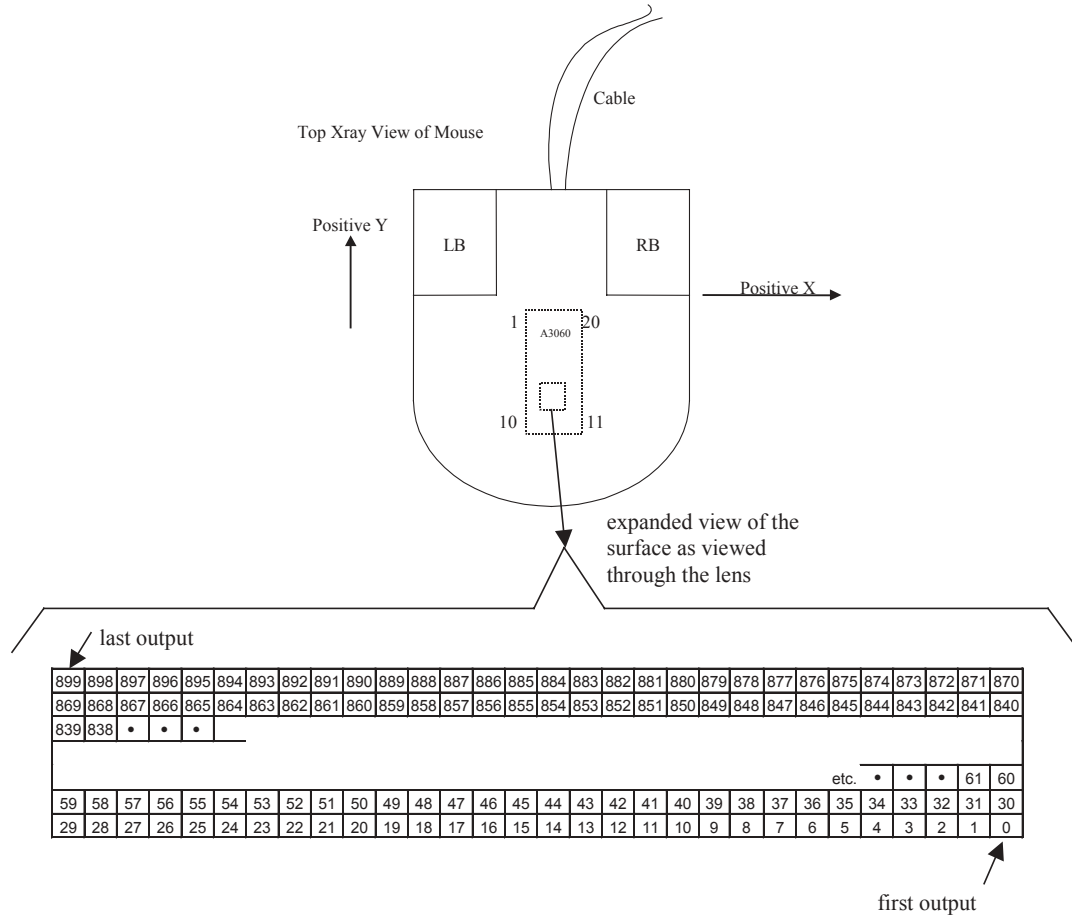 Cable
Top Xray View of Mouse
Positive Y
LB
RB
Positive X
1
20
A3060
10
11
expanded view of the
surface as viewed
through the lens
last output
899 898 897 896 895 894 893 892 891 890 889 888 887 886 885 884 883 882 881 880 879 878 877 876 875 874 873 872 871 870
869 868 867 866 865 864 863 862 861 860 859 858 857 856 855 854 853 852 851 850 849 848 847 846 845 844 843 842 841 840
839 838 • • •
etc. • • • 61 60
59 58 57 56 55 54 53 52 51 50 49 48 47 46 45 44 43 42 41 40 39 38 37 36 35 34 33 32 31 30
29 28 27 26 25 24 23 22 21 20 19 18 17 16 15 14 13 12 11 10 9 8 7 6 5 4 3 2 1 0
first output